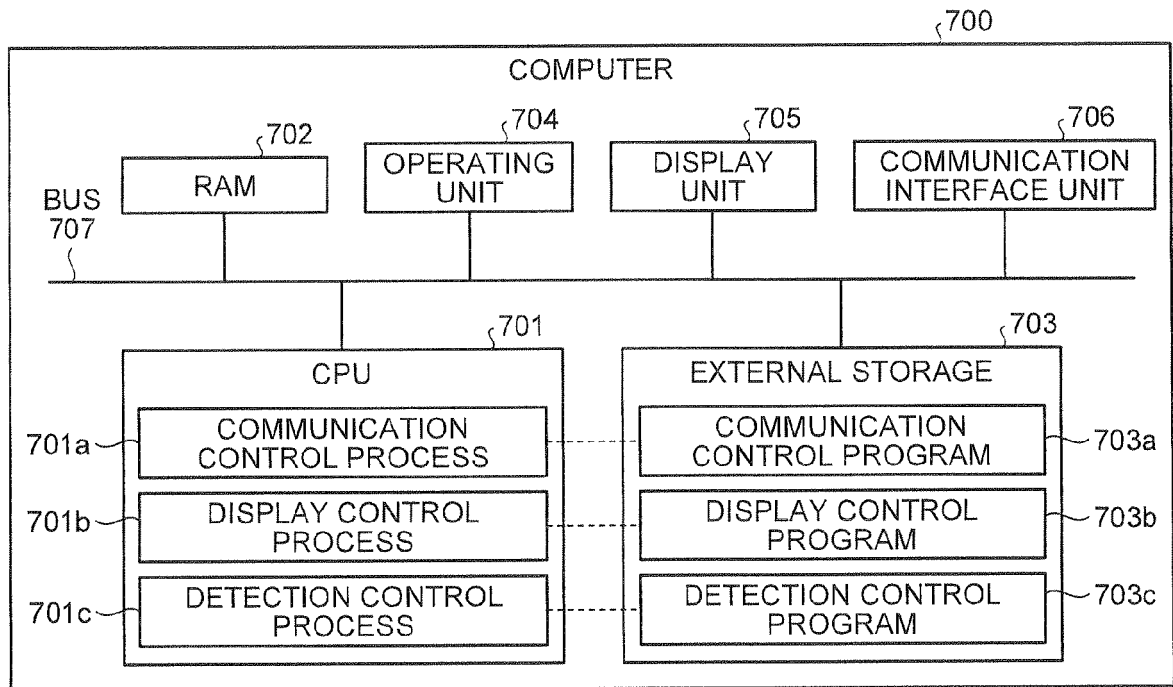 700
COMPUTER
702
704
705
706
RAM
OPERATING
UNIT
DISPLAY
UNIT
COMMUNICATION
INTERFACE UNIT
BUS
707
701
703
CPU
EXTERNAL STORAGE
701a
COMMUNICATION
CONTROL PROCESS
COMMUNICATION
CONTROL PROGRAM
703a
701b
DISPLAY CONTROL
PROCESS
DISPLAY CONTROL
PROGRAM
703b
701c
DETECTION CONTROL
PROCESS
DETECTION CONTROL
PROGRAM
703c